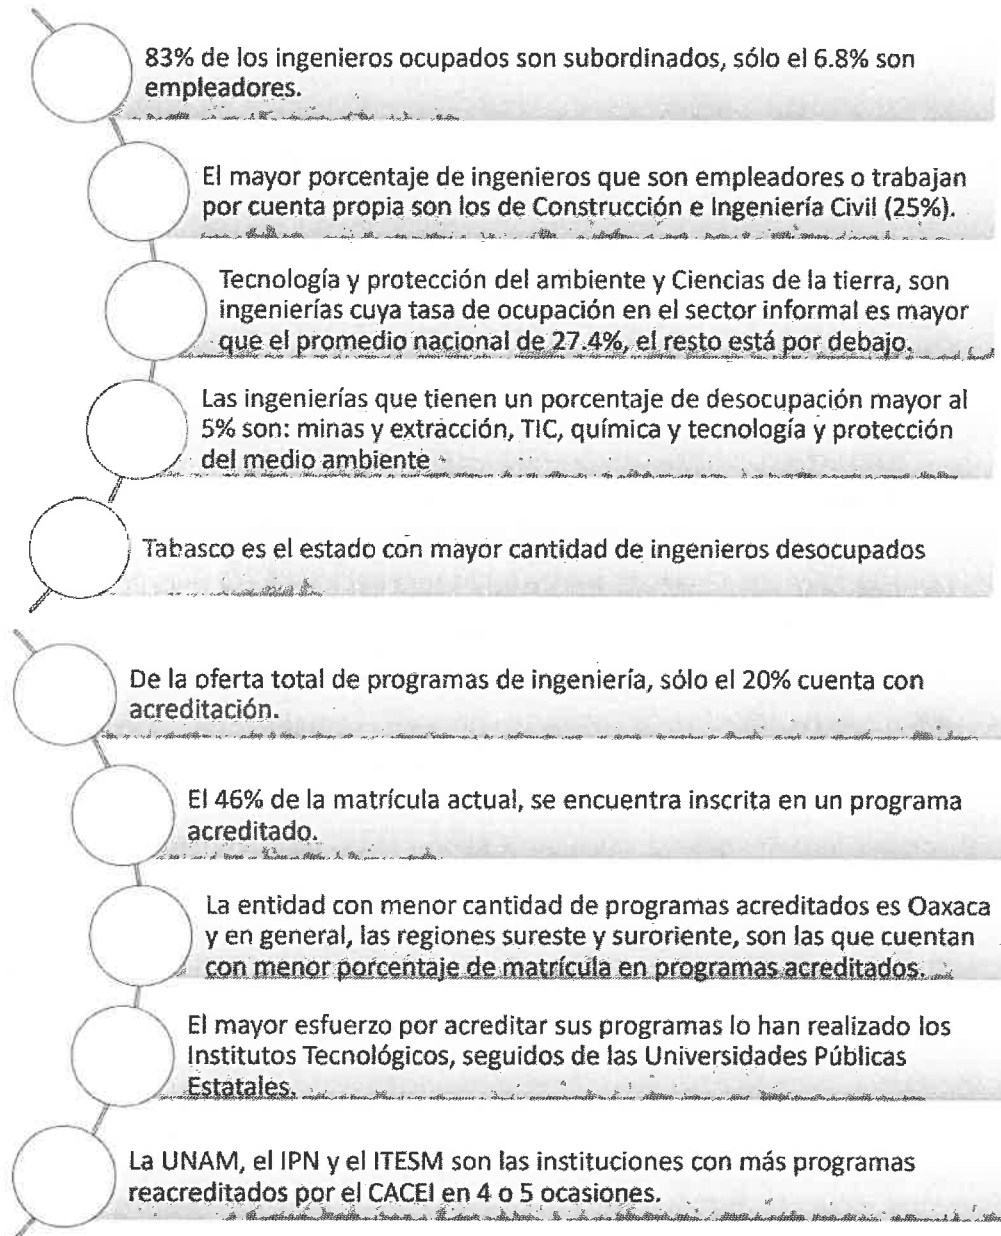 83% de los ingenieros ocupados son subordinados, sólo el 6.8% son
empleadores.
El mayor porcentaje de ingenieros que son empleadores o trabajan
por cuenta propia son los de Construcción e Ingeniería Civil (25%).
Tecnología y protección del ambiente y Ciencias de la tierra, son
ingenierías cuya tasa de ocupación en el sector informal es mayor
que el promedio nacional de 27.4%, el resto está por debajo.
Las ingenierías que tienen un porcentaje de desocupación mayor al
5% son: minas y extracción, TIC, química y tecnología y protección
del medio ambiente
Tabasco es el estado con mayor cantidad de ingenieros desocupados
De la oferta total de programas de ingeniería, sólo el 20% cuenta con
acreditación.
El 46% de la matrícula actual, se encuentra inscrita en un programa
acreditado.
La entidad con menor cantidad de programas acreditados es Oaxaca
y en general, las regiones sureste y suroriente, son las que cuentan
con menor porcentaje de matrícula en programas acreditados.
El mayor esfuerzo por acreditar sus programas lo han realizado los
Institutos Tecnológicos, seguidos de las Universidades Públicas
Estatales.
La UNAM, el IPN y el ITESM son las instituciones con más programas
reacreditados por el CACEI en 4 o 5 ocasiones.